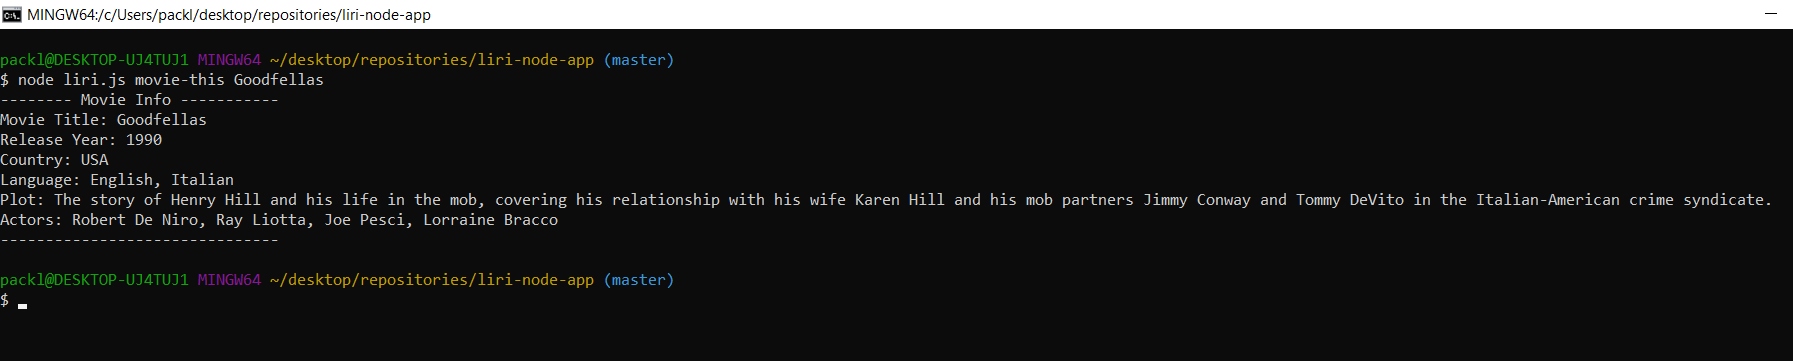 MINGW64:/c/Users/packl/desktop/repositories/liri-node-app
packl@DESKTOP-UJ4TUJ1 MINGW64 ~/desktop/repositories/liri-node-app (master)
$ node liri.js movie-this Goodfellas
-------- Movie Info -----------
Movie Title: Goodfellas
Release Year: 1990
Country: USA
Language: English, Italian
Plot: The story of Henry Hill and his life in the mob, covering his relationship with his wife Karen Hill and his mob partners Jimmy Conway and Tommy DeVito in the Italian-American crime syndicate.
Actors: Robert De Niro, Ray Liotta, Joe Pesci, Lorraine Bracco
-------------------------------
packl@DESKTOP-UJ4TUJ1 MINGW64 ~/desktop/repositories/liri-node-app (master)
$